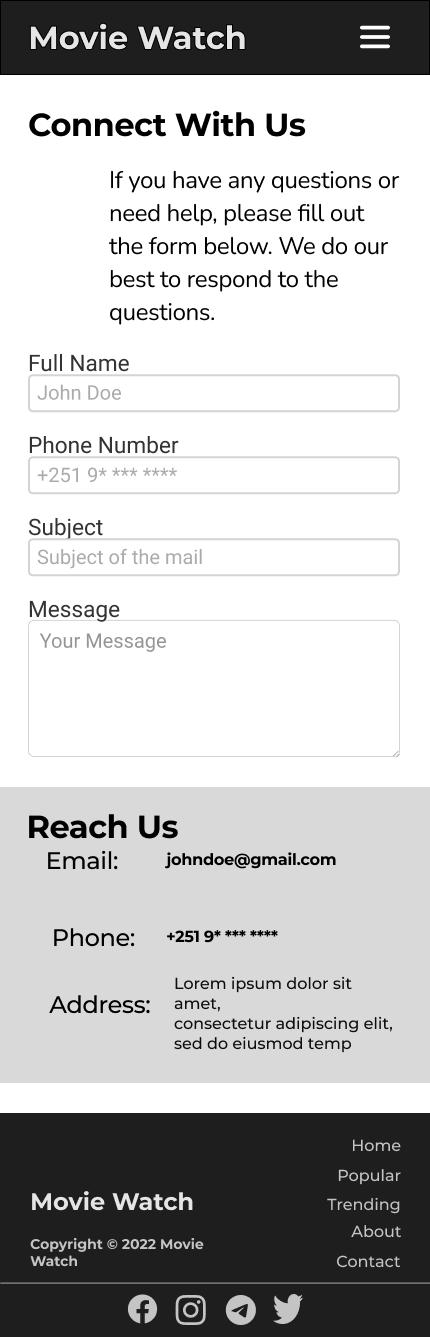 Movie Watch
Connect With Us
If you have any questions or
need help, please fill out
the form below. We do our
best to respond to the
questions.
Full Name
John Doe
Phone Number
+251 9* *** ****
Subject
Subject of the mail
Message
Your Message
Reach Us
Email: johndoe@gmail.com
Phone: +251 9* *** ****
Address: Lorem ipsum dolor sit
amet,
consectetur adipiscing elit,
sed do eiusmod temp
Movie Watch
Copyright © 2022 Movie
Watch
Home
Popular
Trending
About
Contact